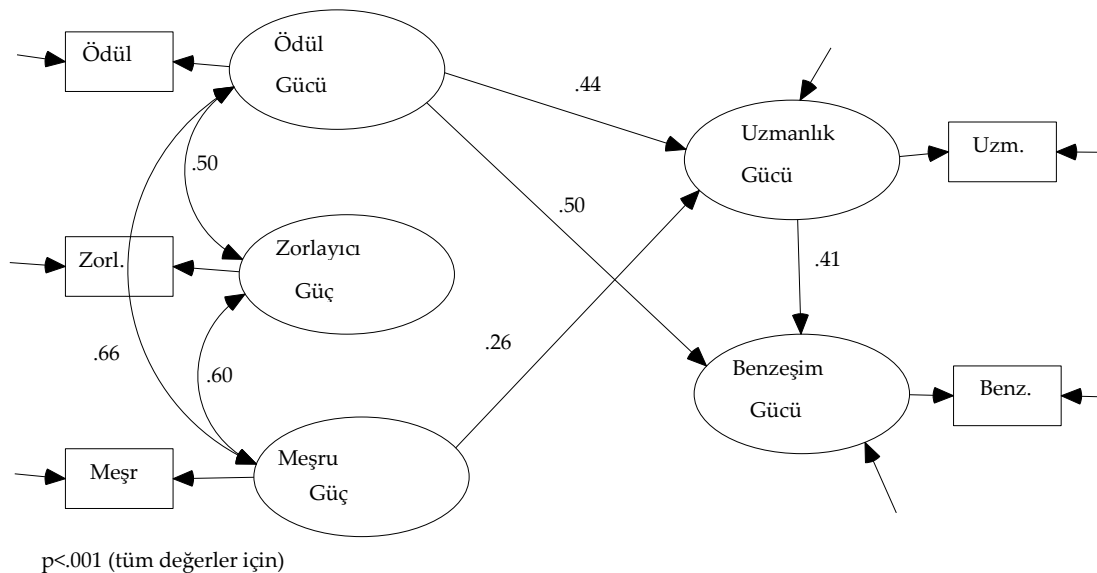 Ödül
Ödül
Gücü
.44
Uzmanlık
Gücü
Uzm.
.50
.50
Zorl.
Zorlayıcı
Güç
.41
.66
.60
.26
Benzeşim
Gücü
Benz.
Meşr
Meşru
Güç
p<.001 (tüm değerler için)